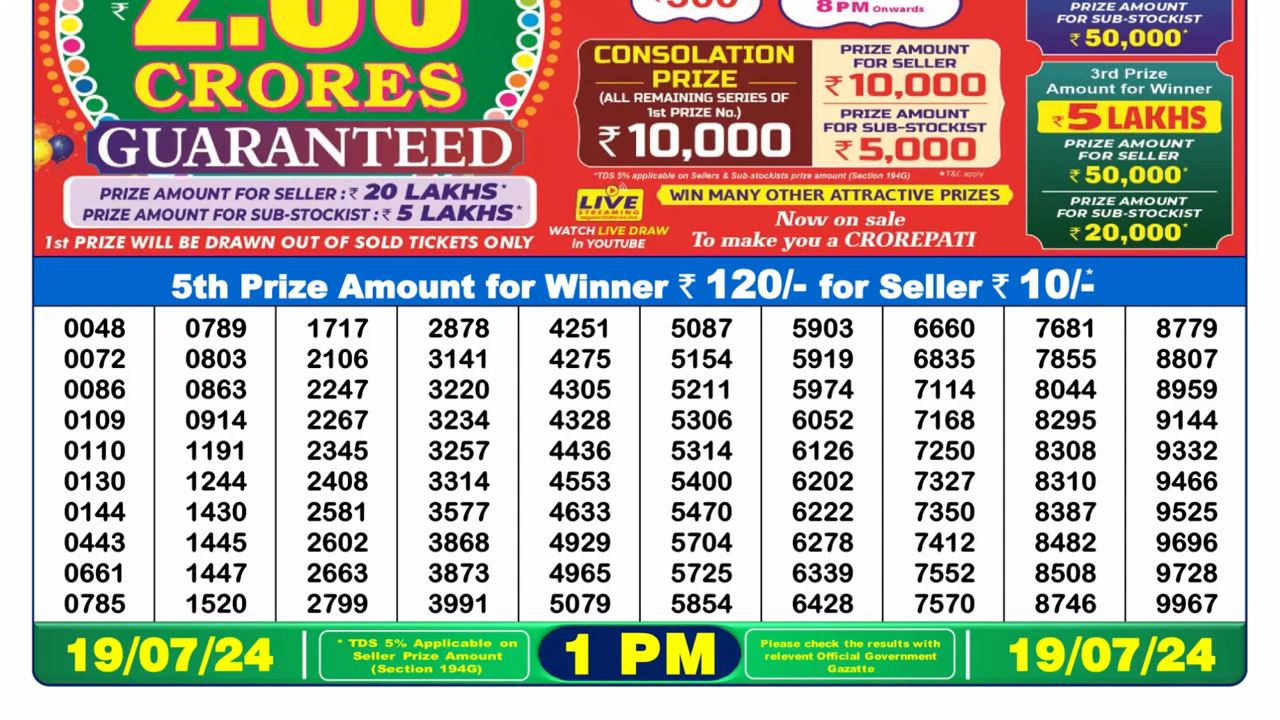 ₹ 2.00
CRORES
GUARANTEED
PRIZE AMOUNT FOR SELLER :₹ 20 LAKHS*
PRIZE AMOUNT FOR SUB-STOCKIST :₹ 5 LAKHS*
1st PRIZE WILL BE DRAWN OUT OF SOLD TICKETS ONLY
8 PM Onwards
CONSOLATION
PRIZE
(ALL REMAINING SERIES OF
1st PRIZE No.)
₹ 10,000
PRIZE AMOUNT
FOR SELLER
₹ 10,000
PRIZE AMOUNT
FOR SUB-STOCKIST
₹ 5,000
*TDS 5% applicable on Sellers & Sub-stockists prize amount (Section 194G)
*T&C apply
LIVE
STREAMING
WATCH LIVE DRAW
in YOUTUBE
WIN MANY OTHER ATTRACTIVE PRIZES
Now on sale
To make you a CROREPATI
PRIZE AMOUNT
FOR SUB-STOCKIST
₹ 50,000*
3rd Prize
Amount for Winner
₹ 5 LAKHS
PRIZE AMOUNT
FOR SELLER
₹ 50,000*
PRIZE AMOUNT
FOR SUB-STOCKIST
₹ 20,000*
5th Prize Amount for Winner ₹ 120/- for Seller ₹ 10/-*
0048 0789 1717 2878 4251 5087 5903 6660 7681 8779
0072 0803 2106 3141 4275 5154 5919 6835 7855 8807
0086 0863 2247 3220 4305 5211 5974 7114 8044 8959
0109 0914 2267 3234 4328 5306 6052 7168 8295 9144
0110 1191 2345 3257 4436 5314 6126 7250 8308 9332
0130 1244 2408 3314 4553 5400 6202 7327 8310 9466
0144 1430 2581 3577 4633 5470 6222 7350 8387 9525
0443 1445 2602 3868 4929 5704 6278 7412 8482 9696
0661 1447 2663 3873 4965 5725 6339 7552 8508 9728
0785 1520 2799 3991 5079 5854 6428 7570 8746 9967
19/07/24
* TDS 5% Applicable on
Seller Prize Amount
(Section 194G)
1 PM
Please check the results with
relevent Official Government
Gazatte
19/07/24